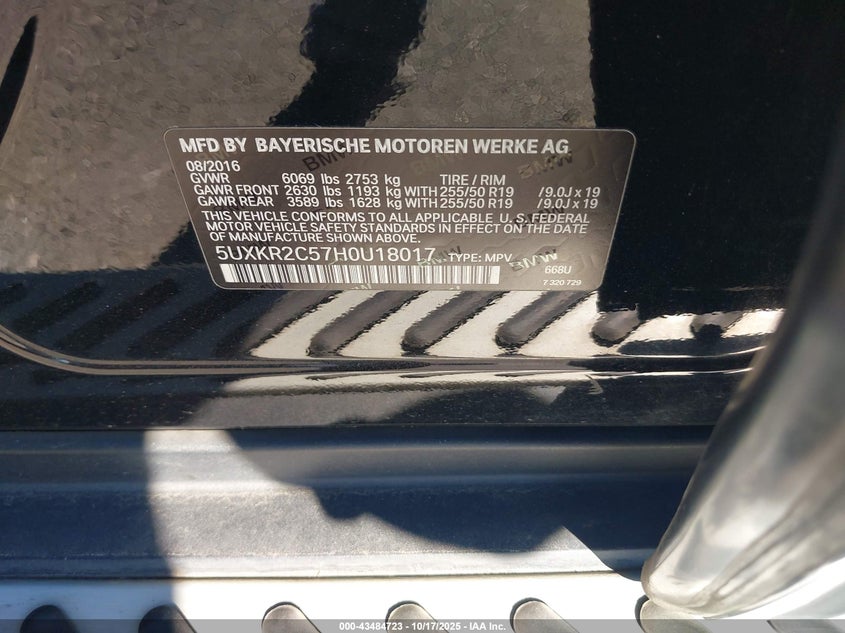 MFD BY BAYERISCHE MOTOREN WERKE AG
08/2016
GVWR 6069 lbs 2753 kg TIRE / RIM
GAWR FRONT 2630 lbs 1193 kg WITH 255/50 R19 /9.0J x 19
GAWR REAR 3589 lbs 1628 kg WITH 255/50 R19 /9.0J x 19
THIS VEHICLE CONFORMS TO ALL APPLICABLE U.S. FEDERAL
MOTOR VEHICLE SAFETY STANDARDS IN EFFECT ON THE DATE
OF MANUFACTURE SHOWN ABOVE.
5UXKR2C57H0U18017 TYPE: MPV
668U
7 320 729
000-43484723 - 10/17/2025 - IAA Inc.